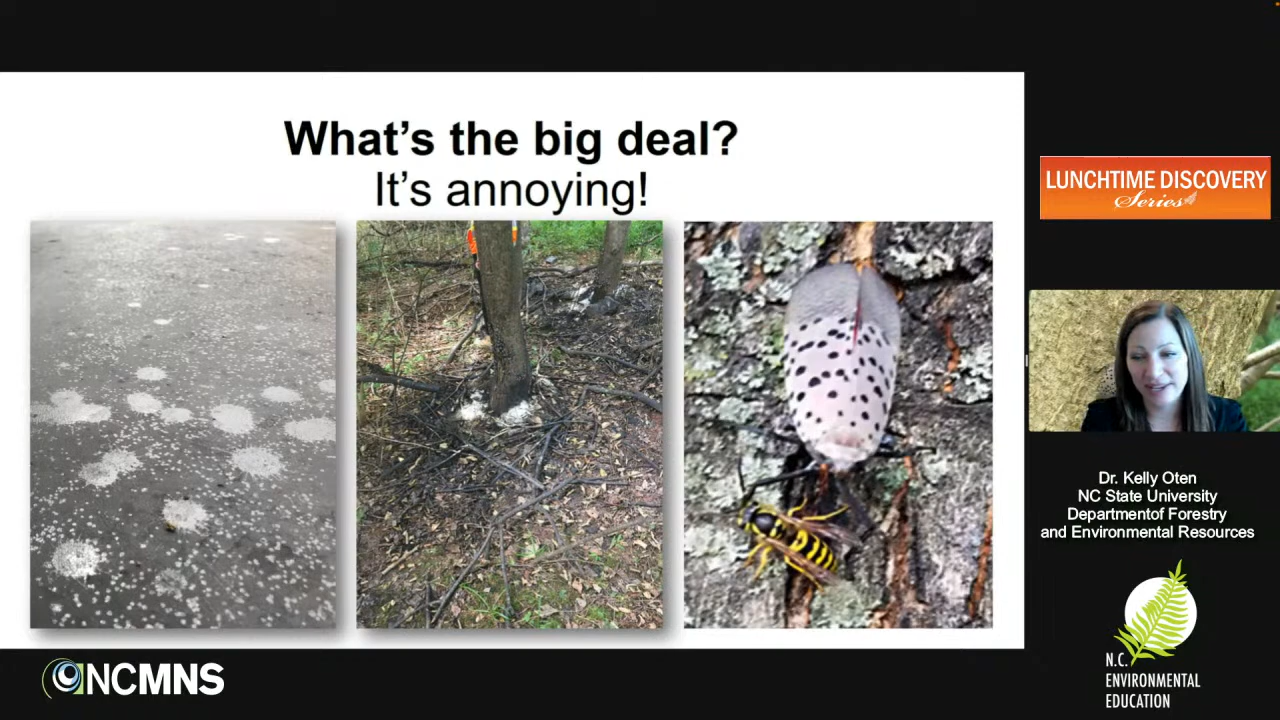 What's the big deal?
It's annoying!
LUNCHTIME DISCOVERY
Series
Dr. Kelly Oten
NC State University
Departmentof Forestry
and Environmental Resources
NCMNS
N.C.
ENVIRONMENTAL
EDUCATION